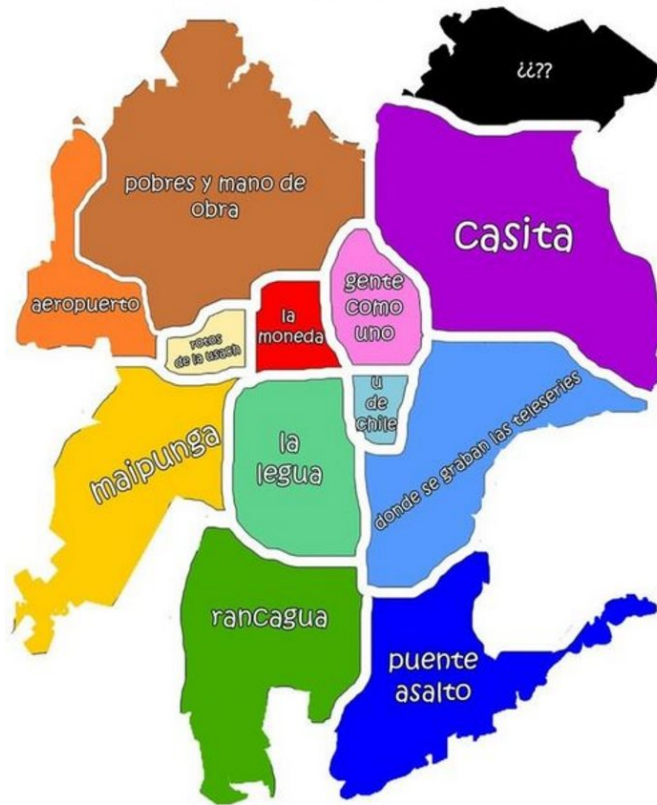 ¿¿??
pobres y mano de
obra
casita
gente
como
uno
aeropuerto
la
moneda
rotos
de la usach
u
de
chile
donde se graban las teleseries
maipunga
la
legua
rancagua
puente
asalto